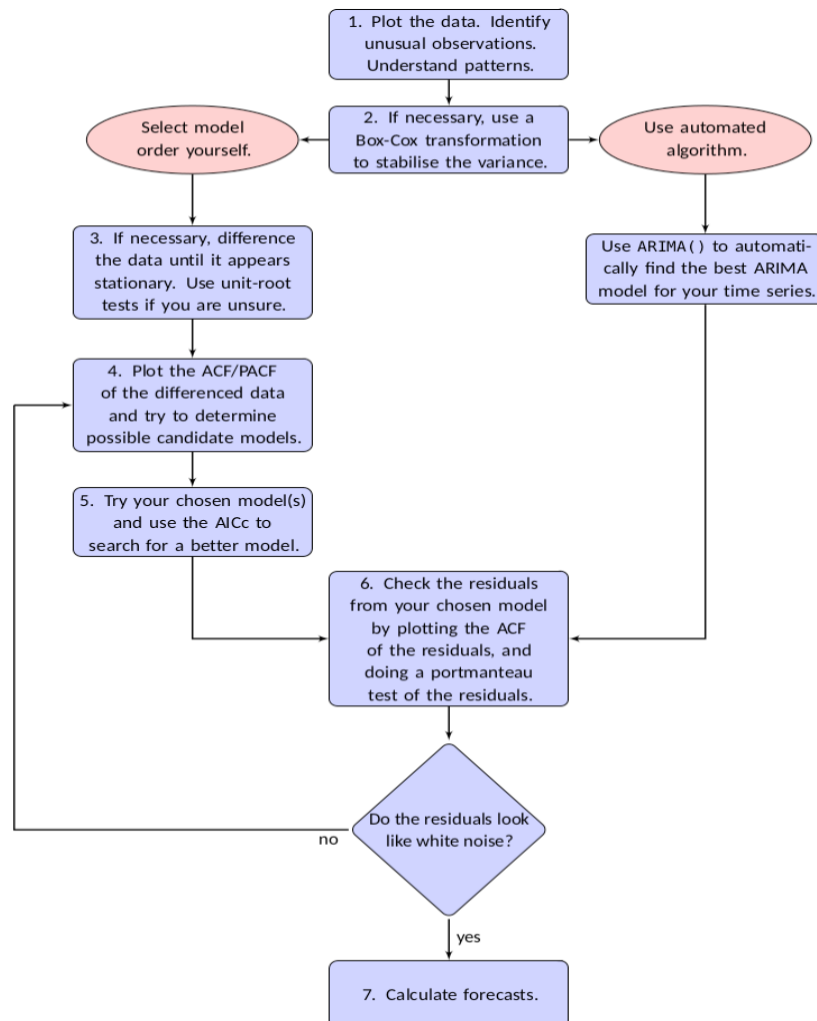 1. Plot the data. Identify
unusual observations.
Understand patterns.
Select model
order yourself.
2. If necessary, use a
Box-Cox transformation
to stabilise the variance.
Use automated
algorithm.
3. If necessary, difference
the data until it appears
stationary. Use unit-root
tests if you are unsure.
Use ARIMA() to automati-
cally find the best ARIMA
model for your time series.
4. Plot the ACF/PACF
of the differenced data
and try to determine
possible candidate models.
5. Try your chosen model(s)
and use the AICc to
search for a better model.
6. Check the residuals
from your chosen model
by plotting the ACF
of the residuals, and
doing a portmanteau
test of the residuals.
Do the residuals look
like white noise?
no
yes
7. Calculate forecasts.